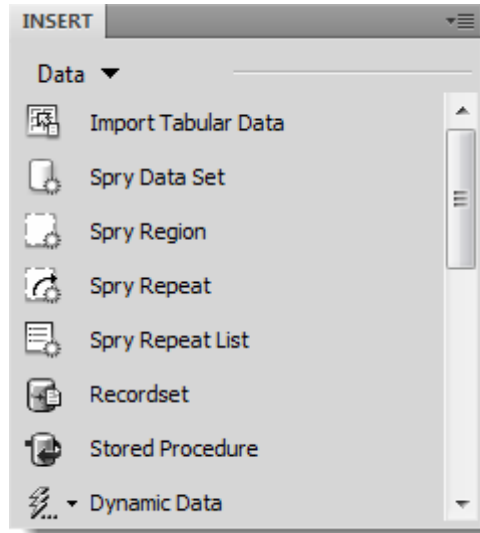 INSERT
Data
Import Tabular Data
Spry Data Set
Spry Region
Spry Repeat
Spry Repeat List
Recordset
Stored Procedure
Dynamic Data